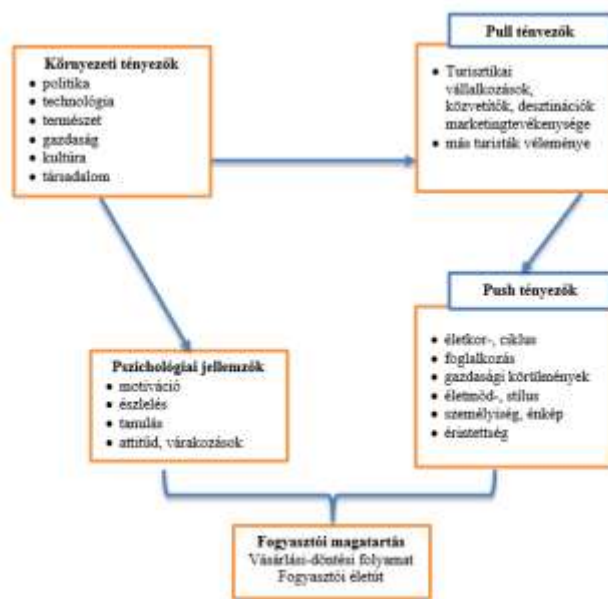 Környezeti tényezők
• politika
• technológia
• természet
• gazdaság
• kultúra
• társadalom
Pull tényezők
• Turisztikai
vállalkozások,
közvetítők, desztinációk
marketingtevékenysége
• más turisták véleménye
Push tényezők
• életkor-, ciklus
• foglalkozás
• gazdasági körülmények
• életmód-, stílus
• személyiség, énkép
• érintettség
Pszichológiai jellemzők
• motiváció
• észlelés
• tanulás
• attitűd, várakozások
Fogyasztói magatartás
Vásárlási-döntési folyamat
Fogyasztói életút